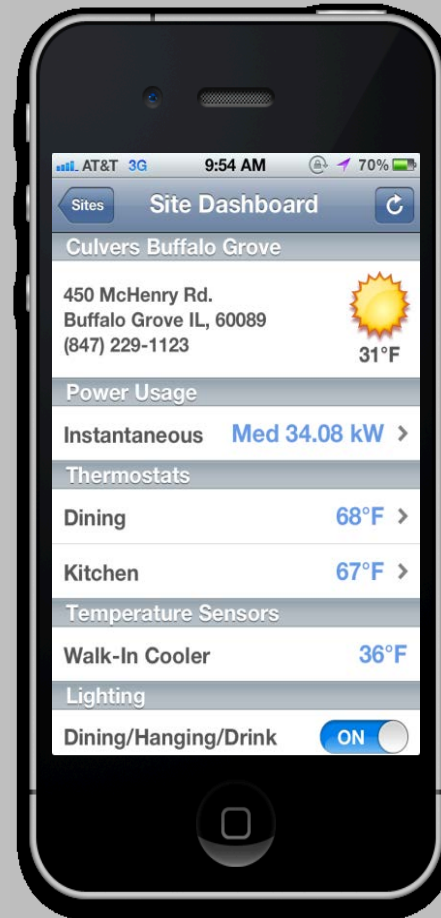 AT&T 3G 9:54 AM 70%
Sites Site Dashboard
Culvers Buffalo Grove
450 McHenry Rd.
Buffalo Grove IL, 60089
(847) 229-1123
31°F
Power Usage
Instantaneous Med 34.08 kW >
Thermostats
Dining 68°F >
Kitchen 67°F >
Temperature Sensors
Walk-In Cooler 36°F
Lighting
Dining/Hanging/Drink ON